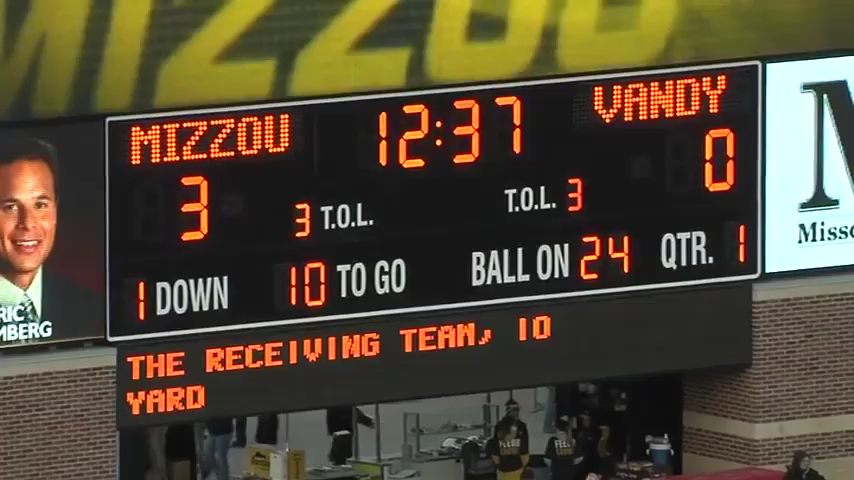 MIZZOU
MIZZOU 12:37 VANDY
3 3 T.O.L. T.O.L. 3 0
1 DOWN 10 TO GO BALL ON 24 QTR. 1
THE RECEIVING TEAM, 10
YARD